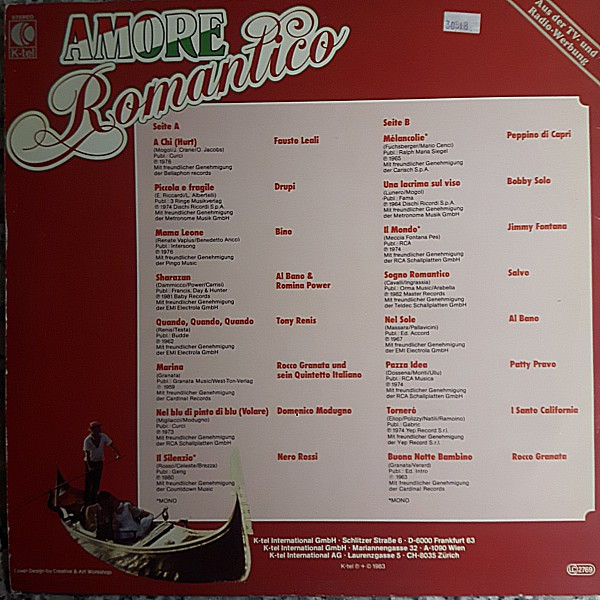 STEREO
K-tel
AMORE
Romantico
30518
Aus der TV- und
Radio-Werbung
Seite A
A Chi (Hurt) Fausto Leali
(Mogol/J. Crane/O. Jacobs)
Publ.: Curci
Mit freundlicher Genehmigung
der Bellaphon records
Piccola e fragile Drupi
(E. Riccardi/L. Albertelli)
Publ.: 3 Ringe Musikverlag
℗ 1974 Dischi Ricordi S.p.A.
Mit freundlicher Genehmigung
der Metronome Musik GmbH
Mama Leone Bino
(Renate Vaplus/Benedetto Arico)
Publ.: Intersong
Mit freundlicher Genehmigung
der Pingo Music
Sharazan Al Bano &
Romina Power
(Dammicco/Power/Carrisi)
Publ.: Francis, Day & Hunter
℗ 1981 Baby Records
Mit freundlicher Genehmigung
der EMI Electrola GmbH
Quando, Quando, Quando Tony Renis
(Renis/Testa)
Publ.: Budde
℗ 1962
Mit freundlicher Genehmigung
der EMI Electrola GmbH
Marina Rocco Granata und
sein Quintetto Italiano
(Granata)
Publ.: Granata Music/West-Ton-Verlag
℗ 1959
Mit freundlicher Genehmigung
der Cardinal Records
Nel blu di pinto di blu (Volare) Domenico Modugno
(Migliacci/Modugno)
Publ.: Curci
℗ 1973
Mit freundlicher Genehmigung
der RCA Schallplatten GmbH
Il Silenzio* Nero Rossi
(Rosso/Celeste/Brezza)
Publ.: Geng
℗ 1980
Mit freundlicher Genehmigung
der Countdown Music
*MONO
Seite B
Mélancolie* Peppino di Capri
(Fuchsberger/Mario Cenci)
Publ.: Ralph Maria Siegel
℗ 1965
Mit freundlicher Genehmigung
der Carisch S.p.A.
Una lacrima sul viso Bobby Solo
(Lunero/Mogol)
Publ.: Fama
℗ 1964 Dischi Ricordi S.p.A.
Mit freundlicher Genehmigung
der Metronome Musik GmbH
Il Mondo* Jimmy Fontana
(Meccia Fontana Pes)
Publ.: RCA
℗ 1974
Mit freundlicher Genehmigung
der RCA Schallplatten GmbH
Sogno Romantico Salvo
(Cavalli/Ingrassia)
Publ.: Orma Music/Arabella
℗ 1982 Master Records
Mit freundlicher Genehmigung
der Teldec Schallplatten GmbH
Nel Sole Al Bano
(Massara/Pallavicini)
Publ.: Ed. Accord
℗ 1967
Mit freundlicher Genehmigung
der EMI Electrola GmbH
Pazza Idea Patty Pravo
(Dossena/Monti/Ullu)
Publ.: RCA Musica
℗ 1974
Mit freundlicher Genehmigung
der RCA Schallplatten GmbH
Tornerò I Santo California
(Eliop/Polizzy/Natili/Ramoino)
Publ.: Gabric
℗ 1974 Yep Record S.r.l.
Mit freundlicher Genehmigung
der Yep Record S.r.l.
Buona Notte Bambino Rocco Granata
(Granata/Verard)
Publ.: Ed. Intro
℗ 1963
Mit freundlicher Genehmigung
der Cardinal Records
*MONO
K-tel International GmbH · Schlitzer Straße 6 · D-6000 Frankfurt 63
K-tel International GmbH · Mariannengasse 32 · A-1090 Wien
K-tel International AG · Laurenzgasse 5 · CH-8035 Zürich
K-tel ℗ + © 1983
Cover Design by Creative & Art Workshop
LC 2769